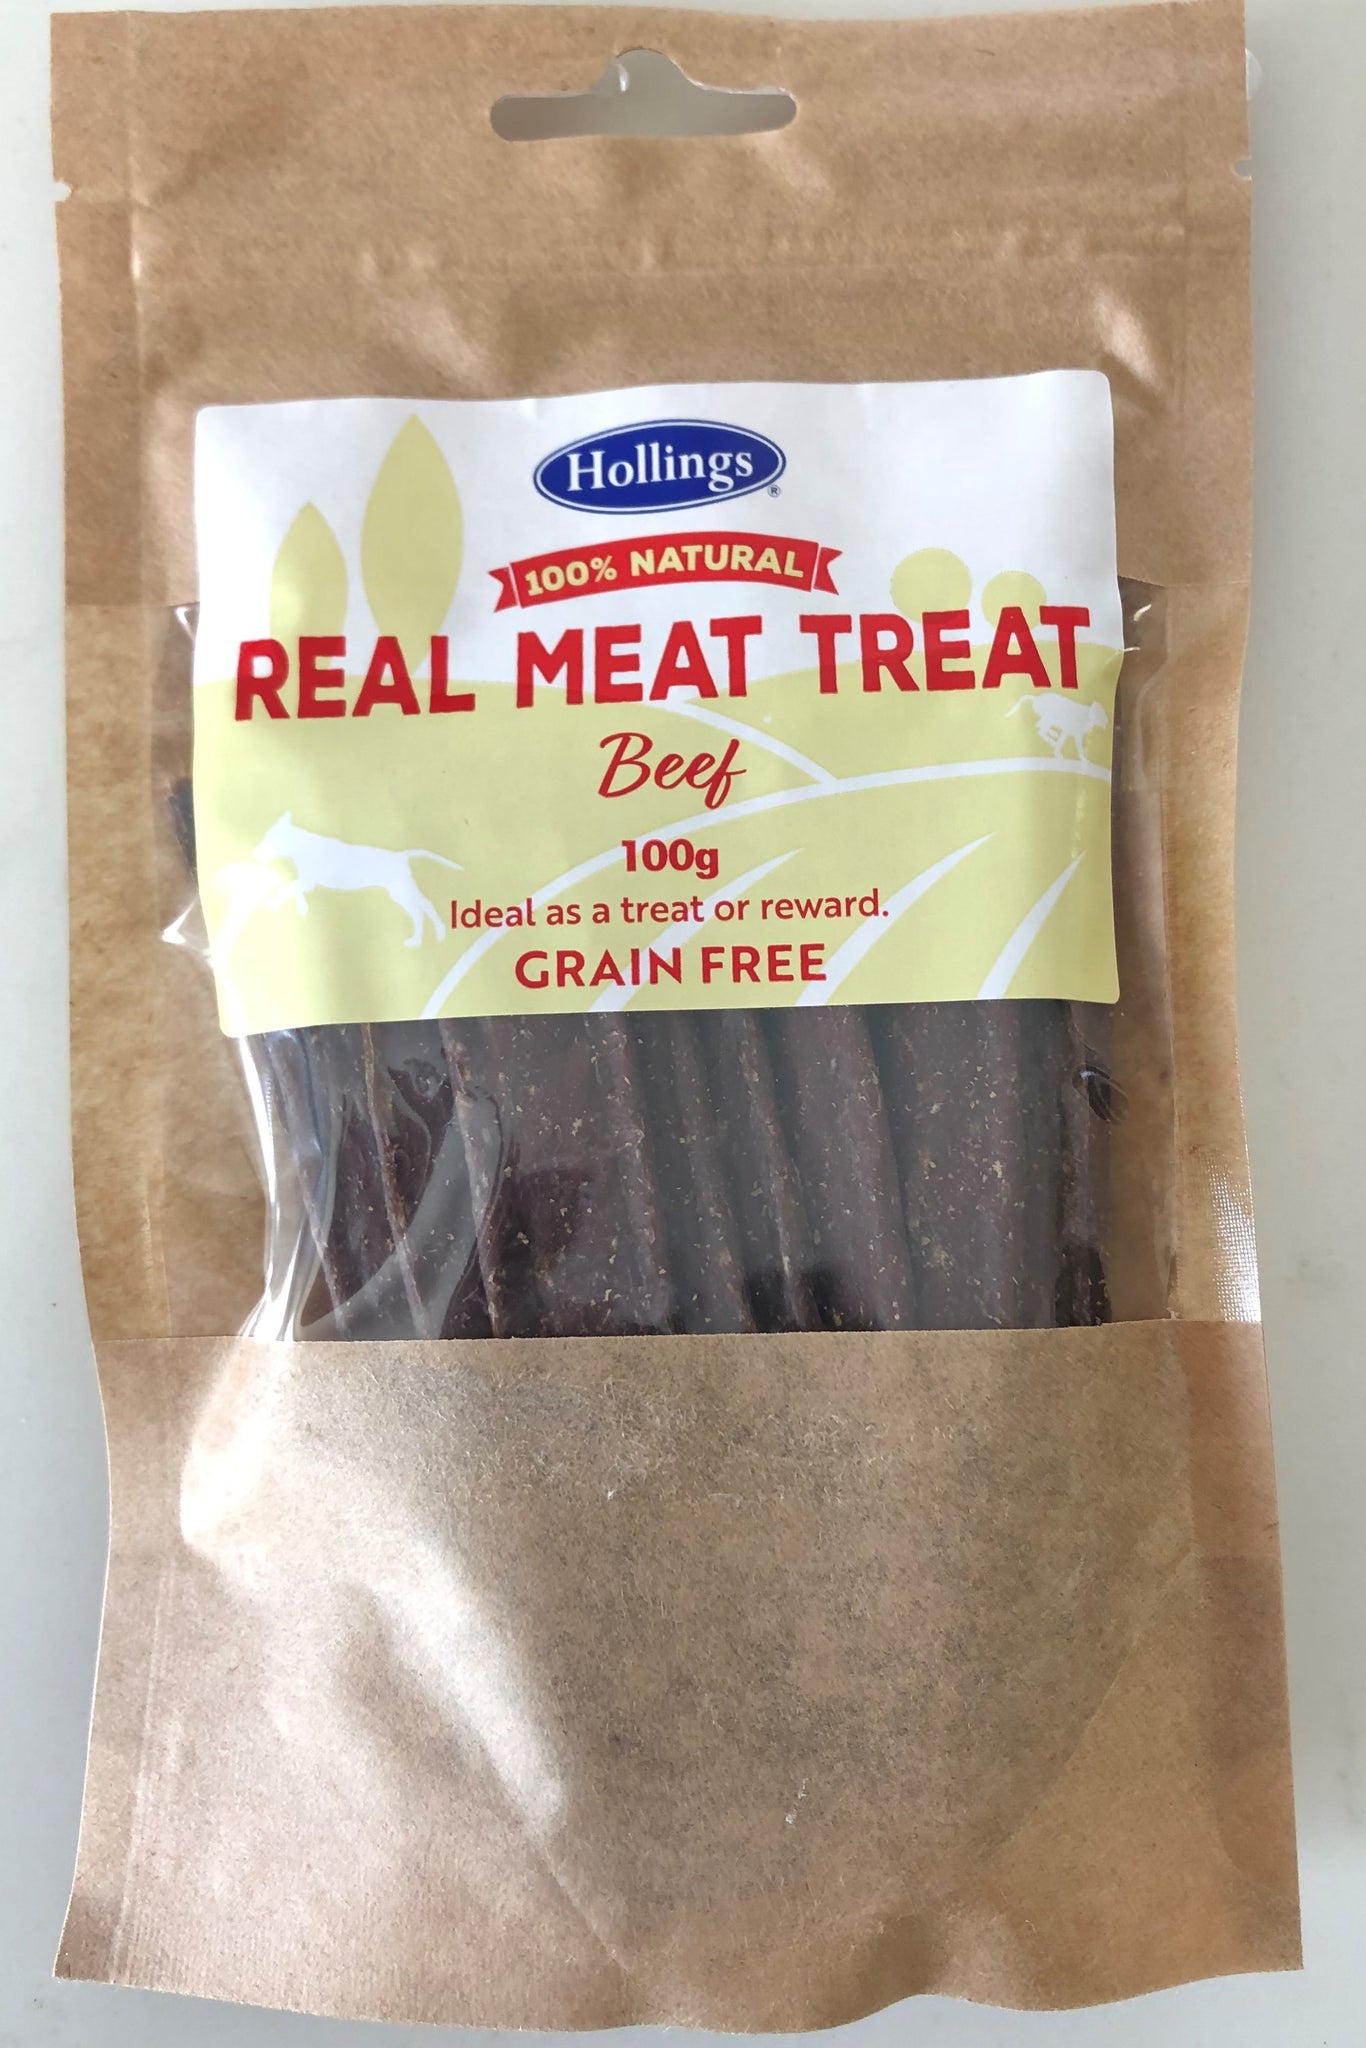 Hollings
®
100% NATURAL
REAL MEAT TREAT
Beef
100g
Ideal as a treat or reward.
GRAIN FREE